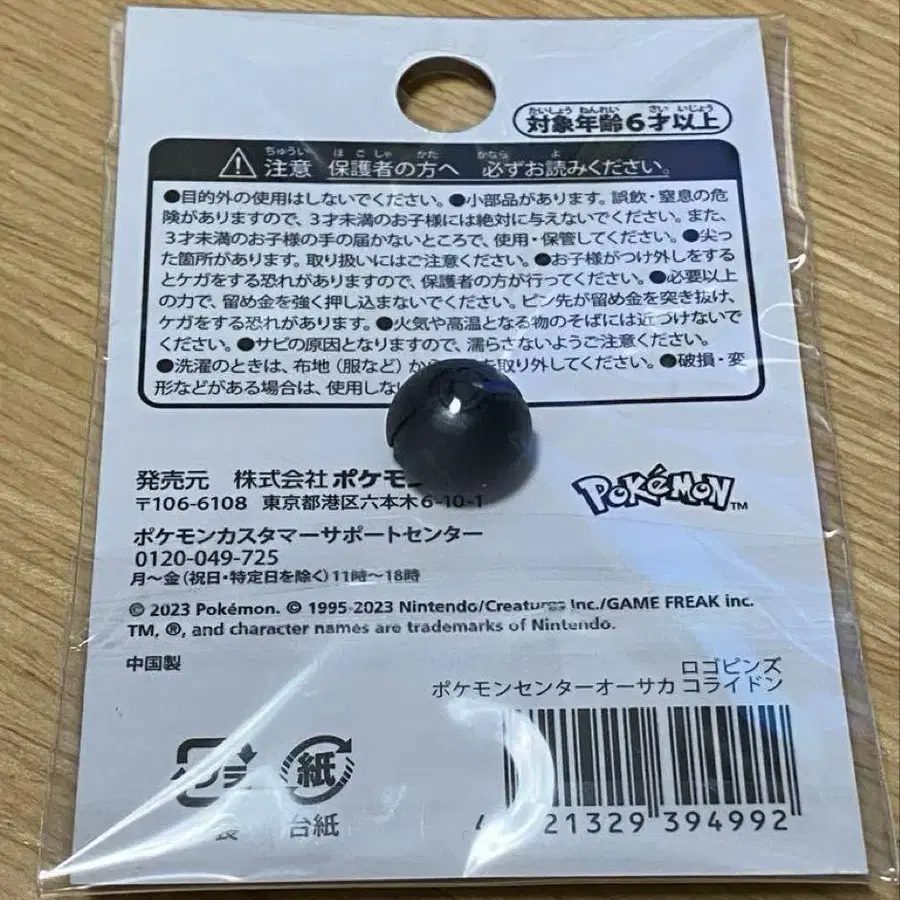 対象年齢6才以上
たいしょう ねんれい さい いじょう
注意 保護者の方へ 必ずお読みください。
ちゅうい ほごしゃ かた かなら よ
●目的外の使用はしないでください。●小部品があります。誤飲・窒息の危
険がありますので、3才未満のお子様には絶対に与えないでください。また、
3才未満のお子様の手の届かないところで、使用・保管してください。●尖っ
た箇所があります。取り扱いにはご注意ください。●お子様がつけ外しをする
とケガをする恐れがありますので、保護者の方が行ってください。●必要以上
の力で、留め金を強く押し込まないでください。ピン先が留め金を突き抜け、
ケガをする恐れがあります。●火気や高温となる物のそばには近づけないで
ください。●サビの原因となりますので、濡らさないようご注意ください。
●洗濯のときは、布地(服など)から を取り外してください。●破損・変
形などがある場合は、使用しな
発売元 株式会社ポケモン
〒106-6108 東京都港区六本木6-10-1
POKéMON TM
ポケモンカスタマーサポートセンター
0120-049-725
月〜金(祝日・特定日を除く)11時〜18時
© 2023 Pokémon. © 1995-2023 Nintendo/Creatures Inc./GAME FREAK inc.
TM, ®, and character names are trademarks of Nintendo.
中国製
ロゴピンズ
ポケモンセンターオーサカ コライドン
紙
袋 台紙
4 521329 394992